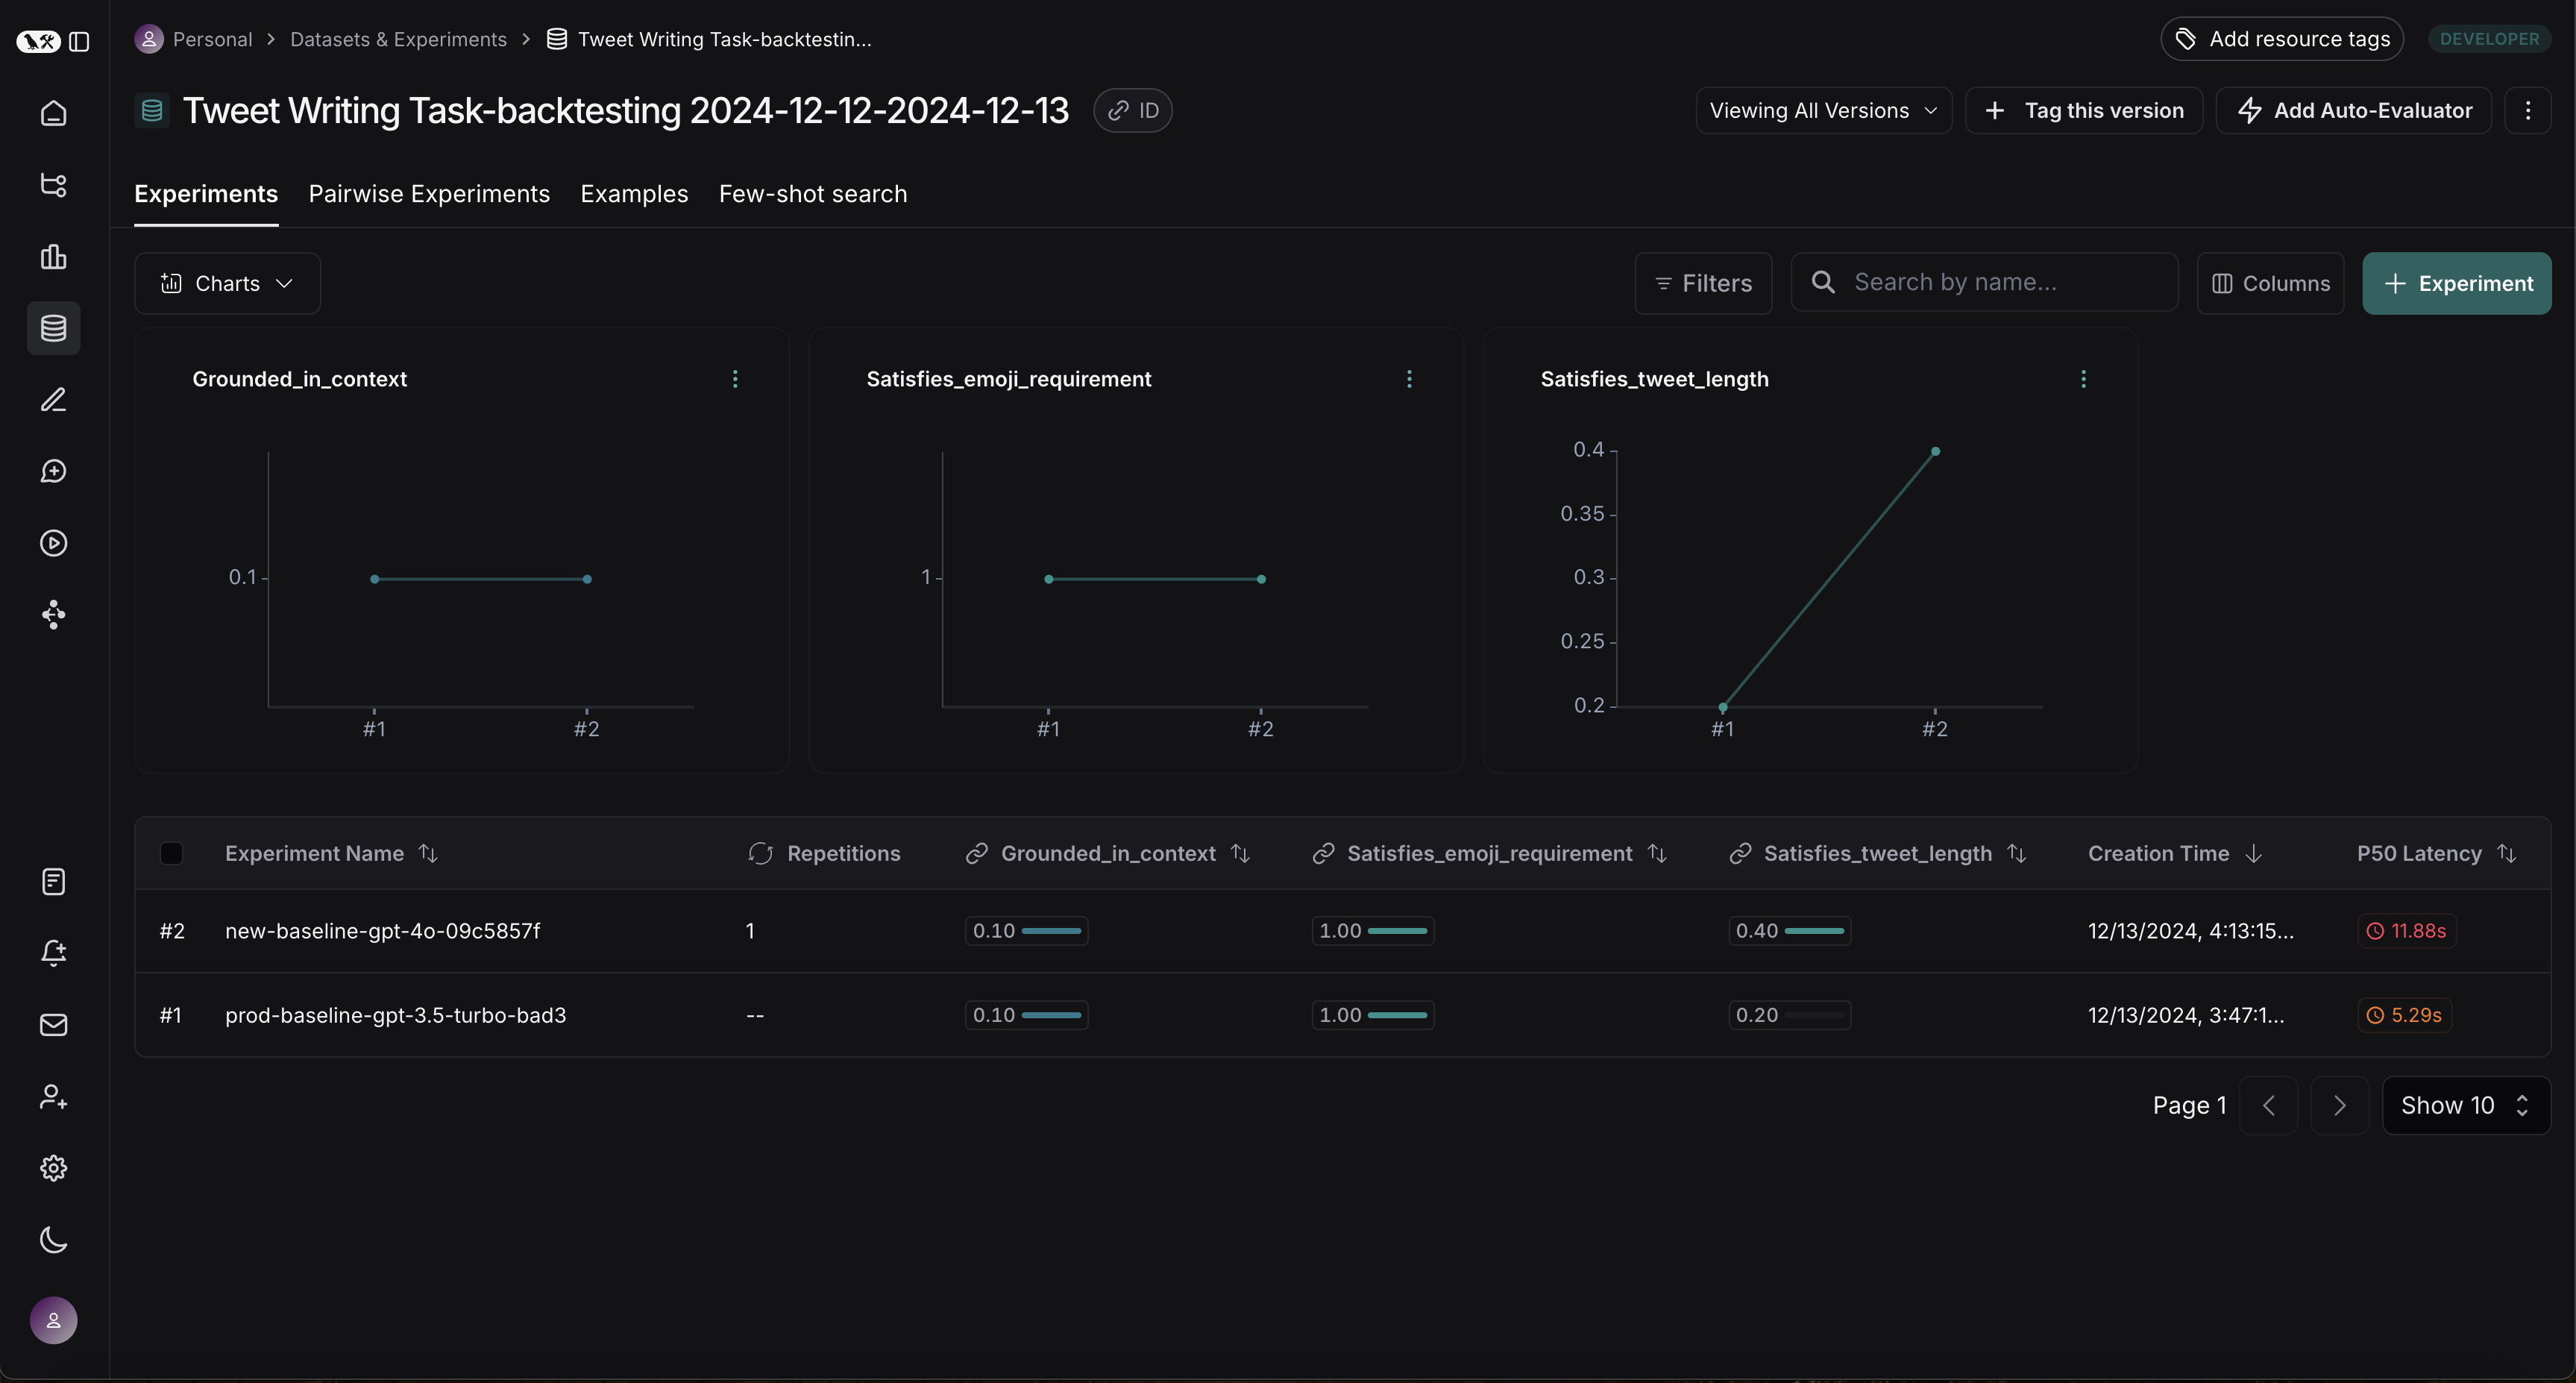 Personal > Datasets & Experiments > Tweet Writing Task-backtestin...
Add resource tags
DEVELOPER
Tweet Writing Task-backtesting 2024-12-12-2024-12-13
ID
Viewing All Versions
Tag this version
Add Auto-Evaluator
Experiments Pairwise Experiments Examples Few-shot search
Charts
Filters
Search by name...
Columns
Experiment
Grounded_in_context
0.1
#1 #2
Satisfies_emoji_requirement
1
#1 #2
Satisfies_tweet_length
0.4
0.35
0.3
0.25
0.2
#1 #2
Experiment Name Repetitions Grounded_in_context Satisfies_emoji_requirement Satisfies_tweet_length Creation Time P50 Latency
#2 new-baseline-gpt-4o-09c5857f 1 0.10 1.00 0.40 12/13/2024, 4:13:15... 11.88s
#1 prod-baseline-gpt-3.5-turbo-bad3 -- 0.10 1.00 0.20 12/13/2024, 3:47:1... 5.29s
Page 1
Show 10